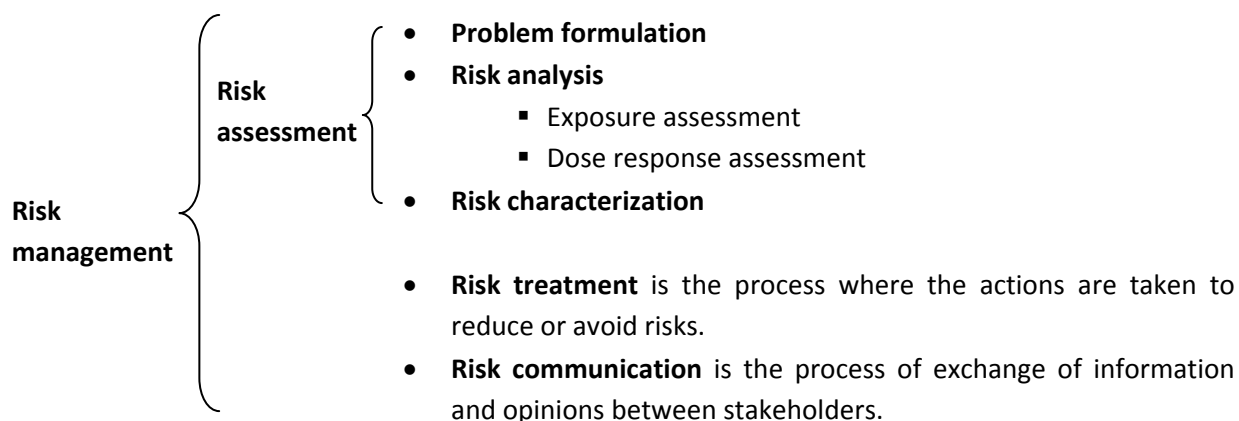 • Problem formulation
• Risk analysis
Risk
assessment
▪ Exposure assessment
▪ Dose response assessment
• Risk characterization
Risk
management
• Risk treatment is the process where the actions are taken to
reduce or avoid risks.
• Risk communication is the process of exchange of information
and opinions between stakeholders.